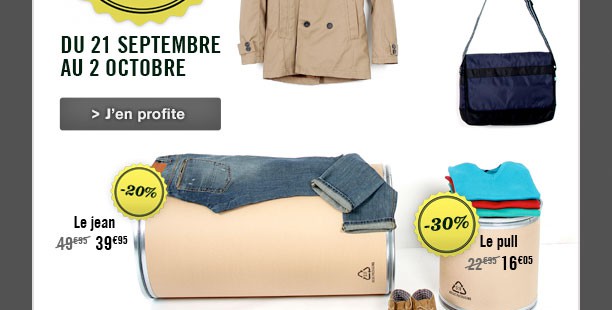 DU 21 SEPTEMBRE
AU 2 OCTOBRE
> J'en profite
-20%
Le jean
49€95 39€95
-30%
Le pull
22€95 16€05